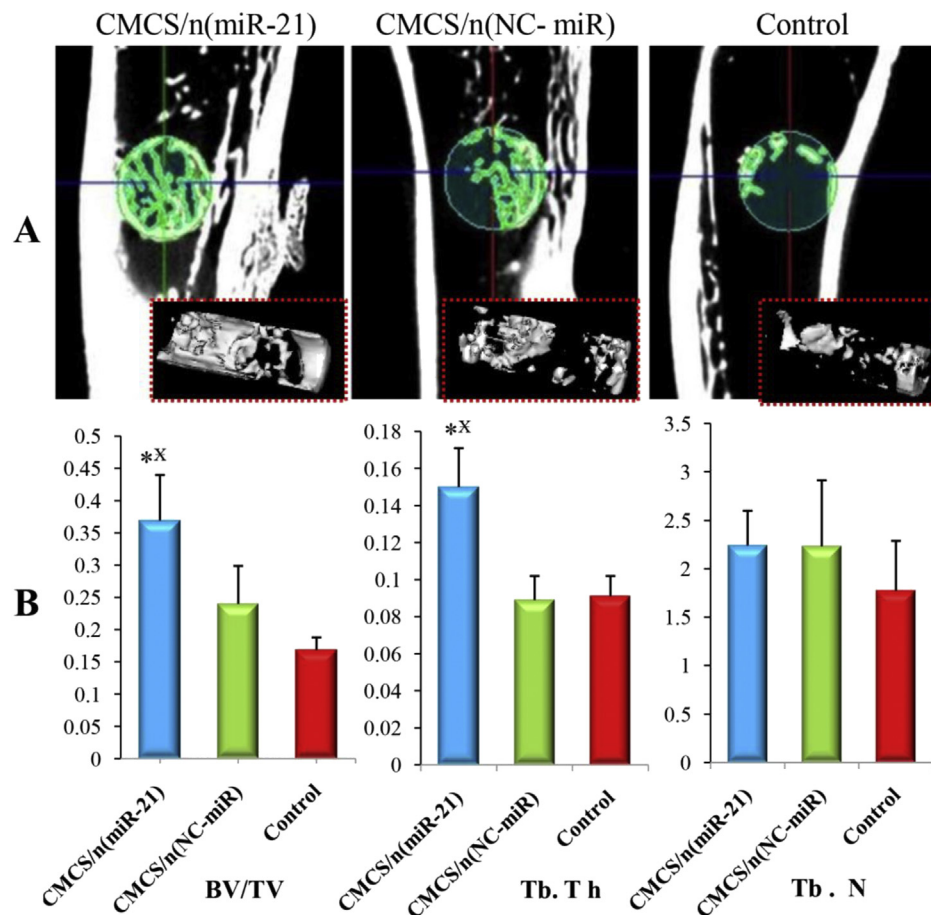 CMCS/n(miR-21)
CMCS/n(NC- miR)
Control
A
B
0.5
0.45
0.4
0.35
0.3
0.25
0.2
0.15
0.1
0.05
0
*x
CMCS/n(miR-21)
CMCS/n(NC-miR)
Control
BV/TV
0.18
0.16
0.14
0.12
0.1
0.08
0.06
0.04
0.02
0
*x
CMCS/n(miR-21)
CMCS/n(NC-miR)
Control
Tb. T h
3.5
3
2.5
2
1.5
1
0.5
0
CMCS/n(miR-21)
CMCS/n(NC-miR)
Control
Tb . N